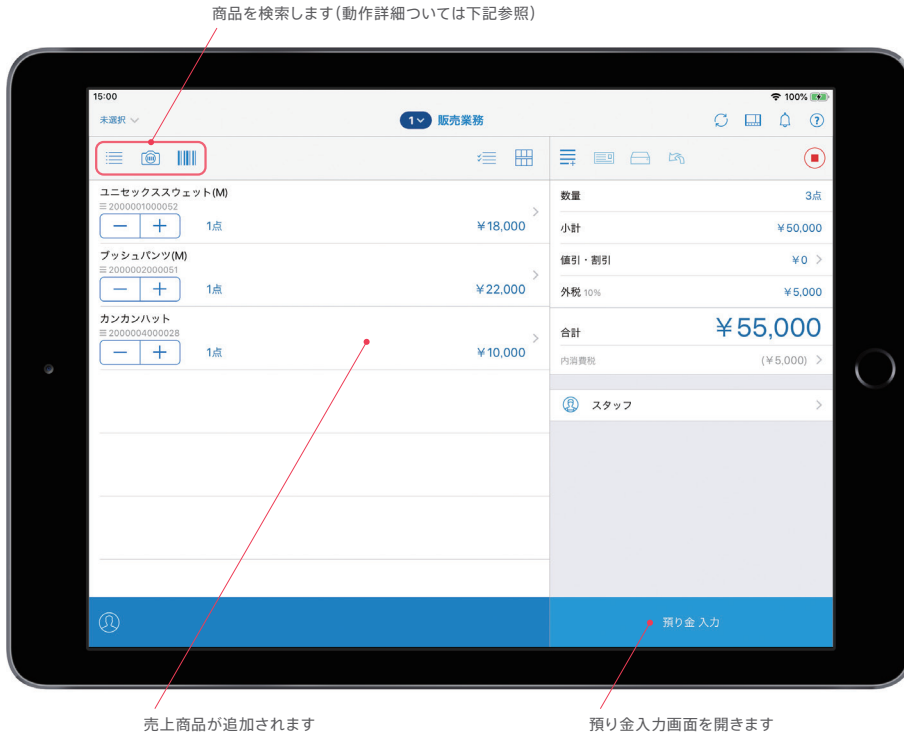 商品を検索します(動作詳細ついては下記参照)
15:00
100%
未選択
1 販売業務
ユニセックススウェット(M)
2000001000052
1点
¥18,000
プッシュパンツ(M)
2000002000051
1点
¥22,000
カンカンハット
2000004000028
1点
¥10,000
数量 3点
小計 ¥50,000
値引・割引 ¥0
外税 10% ¥5,000
合計 ¥55,000
内消費税 (¥5,000)
スタッフ
預り金 入力
売上商品が追加されます
預り金入力画面を開きます